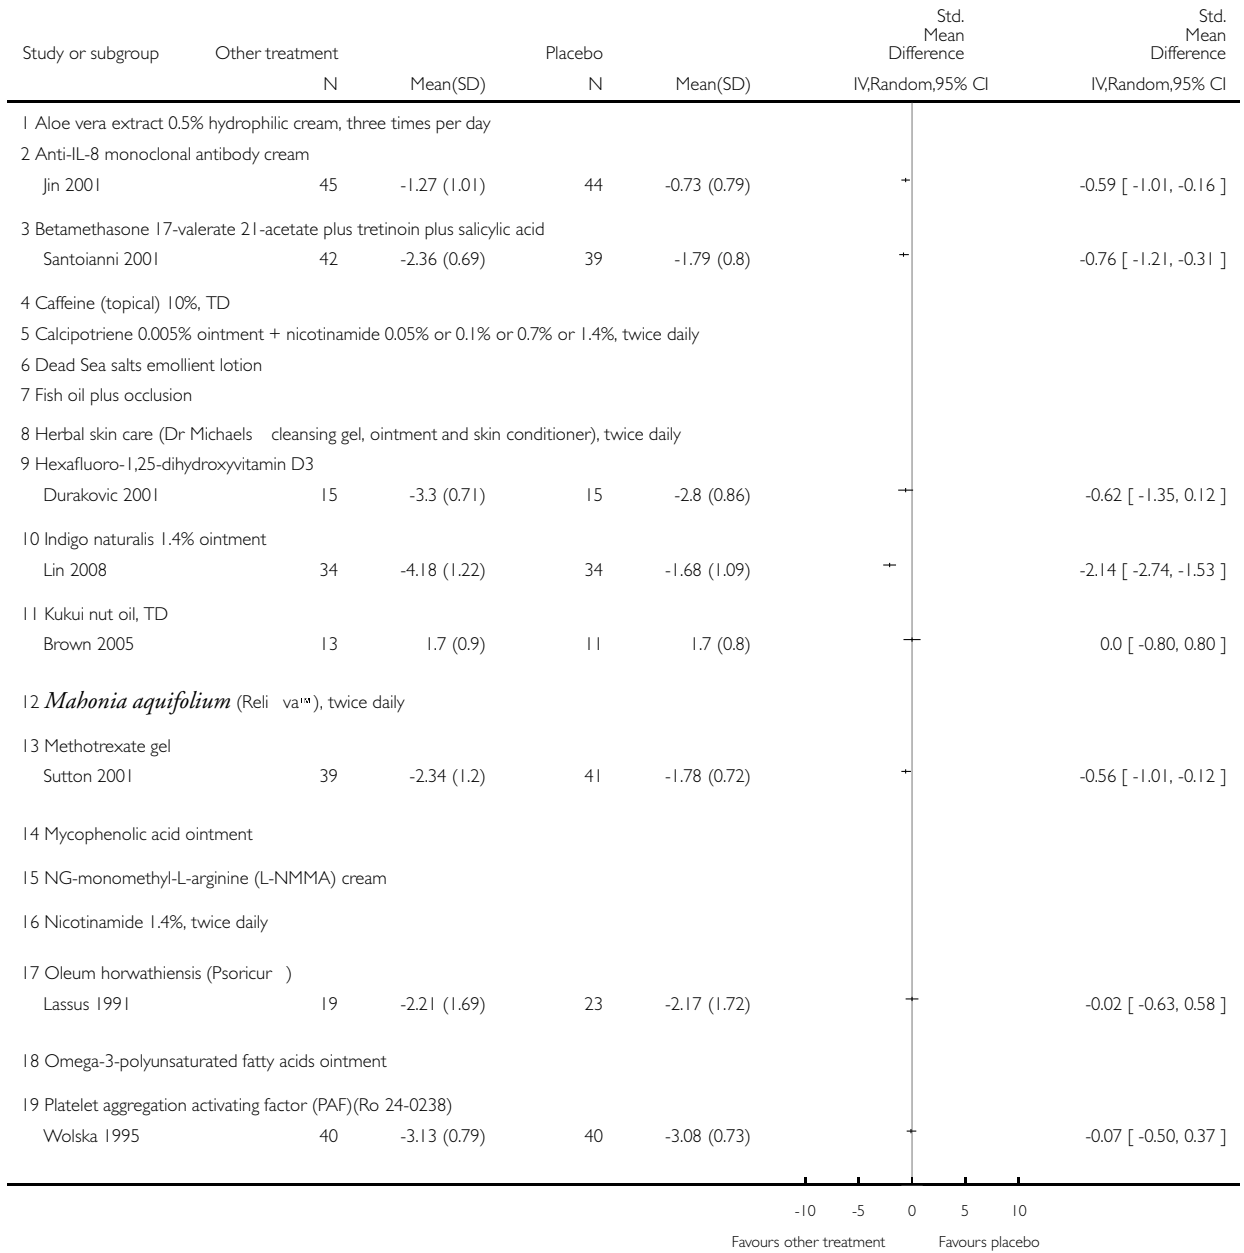 Std. Mean Difference Std. Mean Difference
Study or subgroup Other treatment Placebo
N Mean(SD) N Mean(SD) IV,Random,95% CI IV,Random,95% CI
1 Aloe vera extract 0.5% hydrophilic cream, three times per day
2 Anti-IL-8 monoclonal antibody cream
Jin 2001 45 -1.27 (1.01) 44 -0.73 (0.79) -0.59 [ -1.01, -0.16 ]
3 Betamethasone 17-valerate 21-acetate plus tretinoin plus salicylic acid
Santoianni 2001 42 -2.36 (0.69) 39 -1.79 (0.8) -0.76 [ -1.21, -0.31 ]
4 Caffeine (topical) 10%, TD
5 Calcipotriene 0.005% ointment + nicotinamide 0.05% or 0.1% or 0.7% or 1.4%, twice daily
6 Dead Sea salts emollient lotion
7 Fish oil plus occlusion
8 Herbal skin care (Dr Michaels cleansing gel, ointment and skin conditioner), twice daily
9 Hexafluoro-1,25-dihydroxyvitamin D3
Durakovic 2001 15 -3.3 (0.71) 15 -2.8 (0.86) -0.62 [ -1.35, 0.12 ]
10 Indigo naturalis 1.4% ointment
Lin 2008 34 -4.18 (1.22) 34 -1.68 (1.09) -2.14 [ -2.74, -1.53 ]
11 Kukui nut oil, TD
Brown 2005 13 1.7 (0.9) 11 1.7 (0.8) 0.0 [ -0.80, 0.80 ]
12 Mahonia aquifolium (Reli va™), twice daily
13 Methotrexate gel
Sutton 2001 39 -2.34 (1.2) 41 -1.78 (0.72) -0.56 [ -1.01, -0.12 ]
14 Mycophenolic acid ointment
15 NG-monomethyl-L-arginine (L-NMMA) cream
16 Nicotinamide 1.4%, twice daily
17 Oleum horwathiensis (Psoricur )
Lassus 1991 19 -2.21 (1.69) 23 -2.17 (1.72) -0.02 [ -0.63, 0.58 ]
18 Omega-3-polyunsaturated fatty acids ointment
19 Platelet aggregation activating factor (PAF)(Ro 24-0238)
Wolska 1995 40 -3.13 (0.79) 40 -3.08 (0.73) -0.07 [ -0.50, 0.37 ]
-10 -5 0 5 10
Favours other treatment Favours placebo